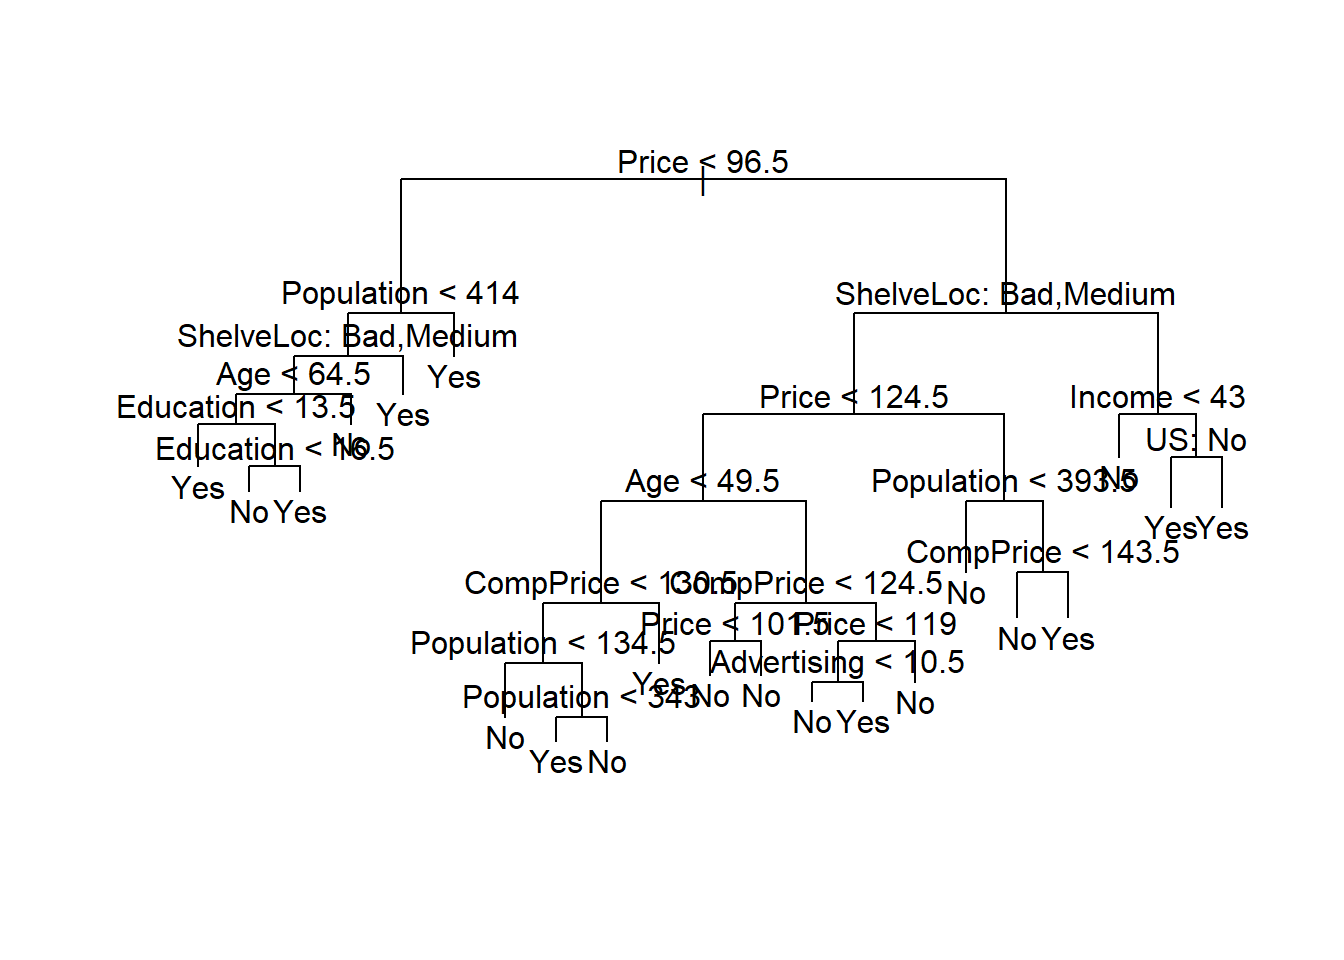 Price < 96.5
Population < 414
ShelveLoc: Bad,Medium
ShelveLoc: Bad,Medium
Age < 64.5
Yes
Price < 124.5
Income < 43
Education < 13.5
Yes
US: No
Education < 16.5
No
Yes
No Yes
Age < 49.5
Population < 393.5
No
Yes Yes
CompPrice < 143.5
CompPrice < 130.5
CompPrice < 124.5
No
Price < 101.5
Price < 119
No Yes
Population < 134.5
Advertising < 10.5
Yes
No
No
No
Population < 343
No Yes
No
Yes No